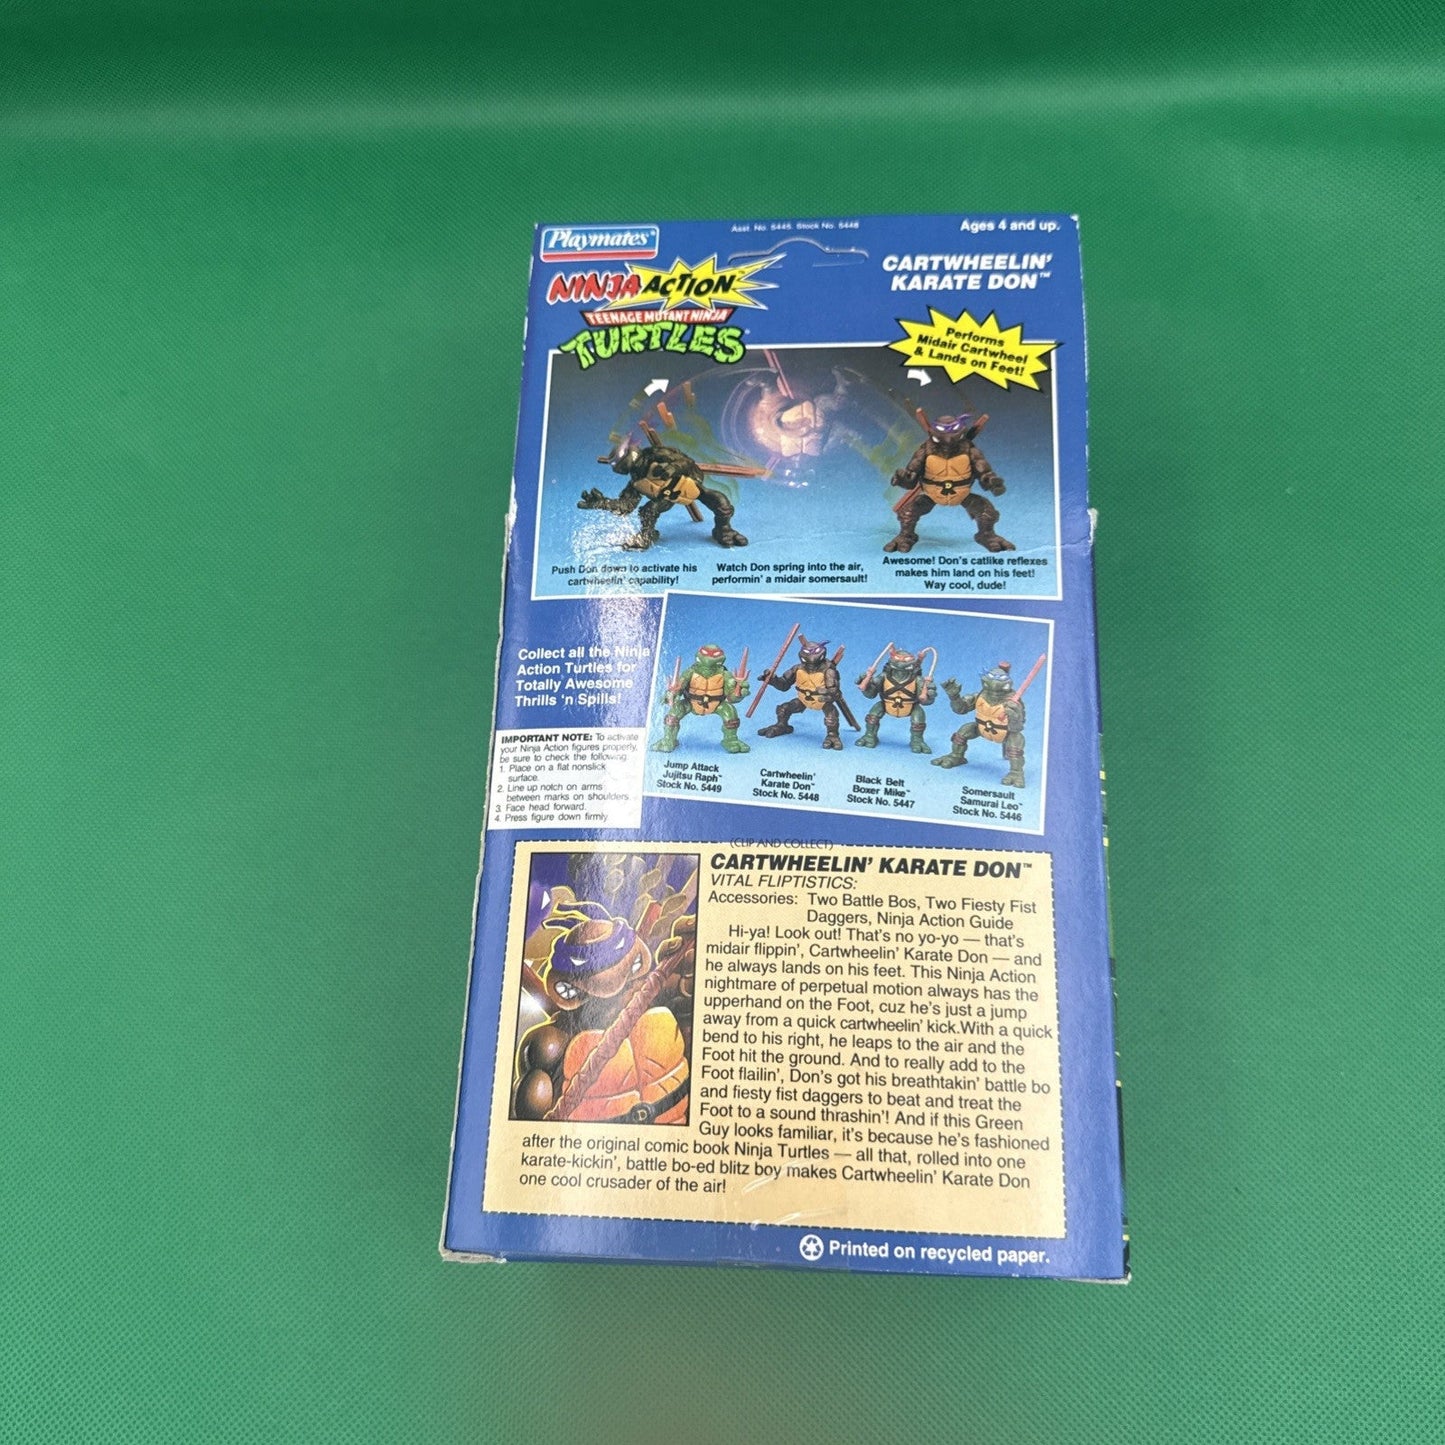 Playmates
Asst. No. 5445. Stock No. 5448
Ages 4 and up.
NINJA ACTION™
TEENAGE MUTANT NINJA
TURTLES®
CARTWHEELIN'
KARATE DON™
Performs
Midair Cartwheel
& Lands on Feet!
Push Don down to activate his
cartwheelin' capability!
Watch Don spring into the air,
performin' a midair somersault!
Awesome! Don's catlike reflexes
makes him land on his feet!
Way cool, dude!
Collect all the Ninja
Action Turtles for
Totally Awesome
Thrills 'n Spills!
IMPORTANT NOTE: To activate
your Ninja Action figures properly,
be sure to check the following
1. Place on a flat nonslick
surface.
2. Line up notch on arms
between marks on shoulders.
3. Face head forward.
4. Press figure down firmly.
Jump Attack
Jujitsu Raph™
Stock No. 5449
Cartwheelin'
Karate Don™
Stock No. 5448
Black Belt
Boxer Mike™
Stock No. 5447
Somersault
Samurai Leo™
Stock No. 5446
(CLIP AND COLLECT)
CARTWHEELIN' KARATE DON™
VITAL FLIPTISTICS:
Accessories: Two Battle Bos, Two Fiesty Fist
Daggers, Ninja Action Guide
Hi-ya! Look out! That's no yo-yo — that's
midair flippin', Cartwheelin' Karate Don — and
he always lands on his feet. This Ninja Action
nightmare of perpetual motion always has the
upperhand on the Foot, cuz he's just a jump
away from a quick cartwheelin' kick.With a quick
bend to his right, he leaps to the air and the
Foot hit the ground. And to really add to the
Foot flailin', Don's got his breathtakin' battle bo
and fiesty fist daggers to beat and treat the
Foot to a sound thrashin'! And if this Green
Guy looks familiar, it's because he's fashioned
after the original comic book Ninja Turtles — all that, rolled into one
karate-kickin', battle bo-ed blitz boy makes Cartwheelin' Karate Don
one cool crusader of the air!
Printed on recycled paper.